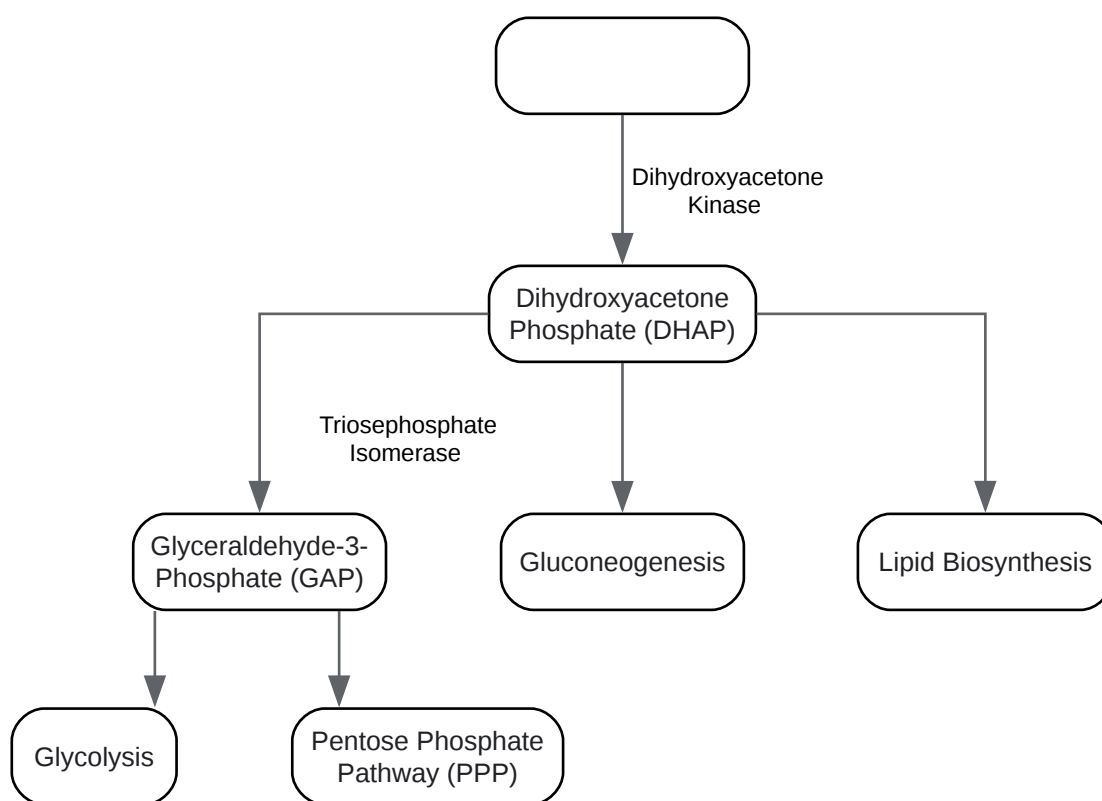 Dihydroxyacetone
Kinase
Dihydroxyacetone
Phosphate (DHAP)
Triosephosphate
Isomerase
Glyceraldehyde-3-
Phosphate (GAP)
Gluconeogenesis
Lipid Biosynthesis
Glycolysis
Pentose Phosphate
Pathway (PPP)